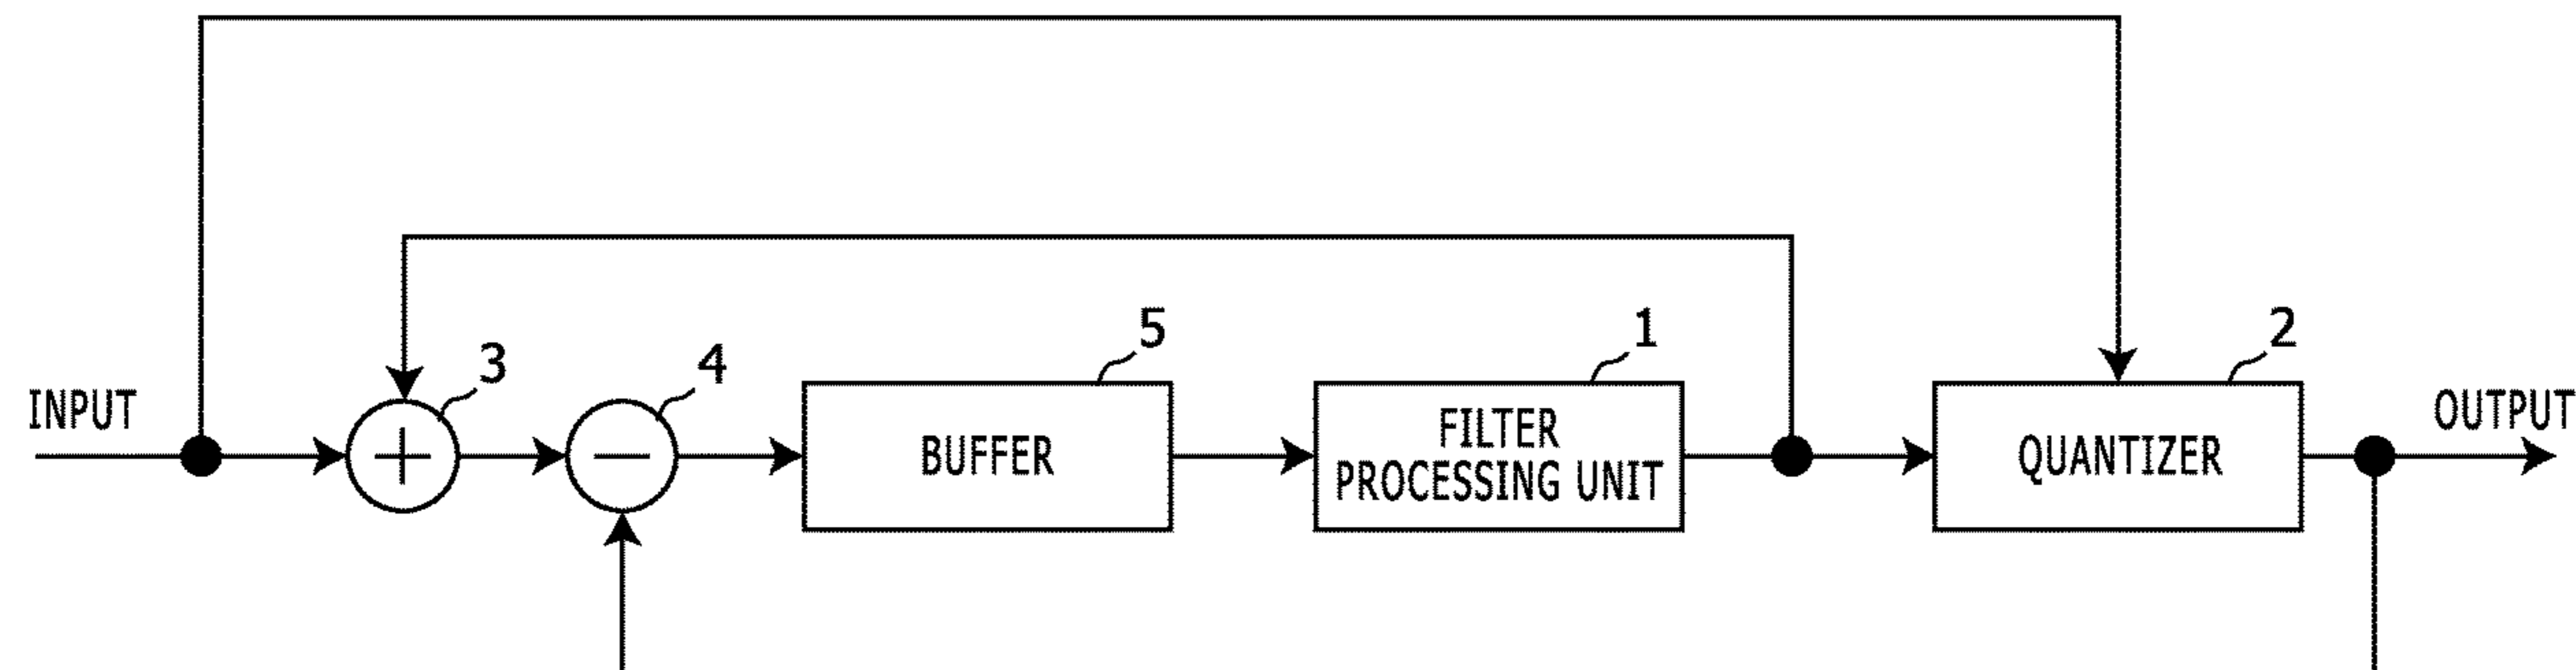 5
1
2
3
4
INPUT
OUTPUT
+
−
BUFFER
FILTER
PROCESSING UNIT
QUANTIZER